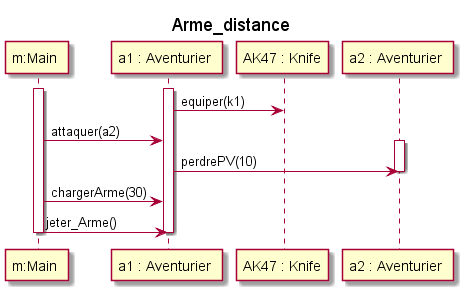 Arme_distance
m:Main
a1 : Aventurier
AK47 : Knife
a2 : Aventurier
equiper(k1)
attaquer(a2)
perdrePV(10)
chargerArme(30)
jeter_Arme()
m:Main
a1 : Aventurier
AK47 : Knife
a2 : Aventurier